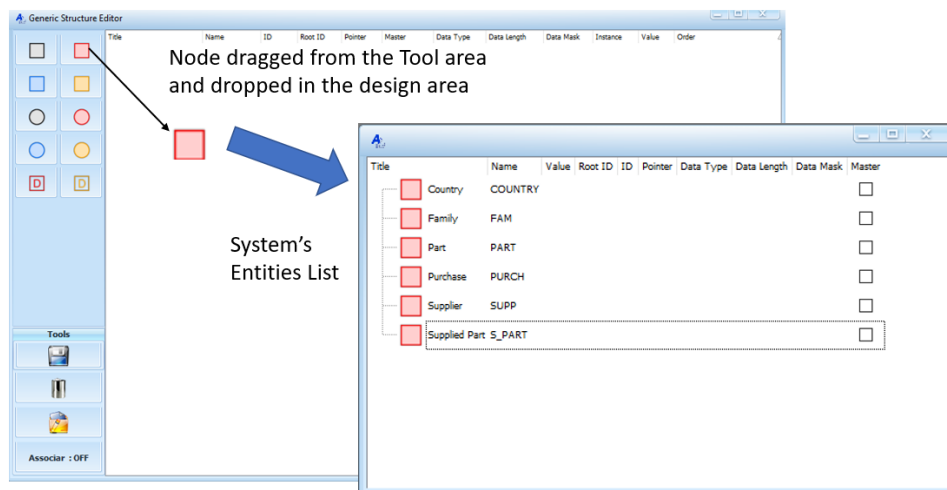 Generic Structure Editor
Title Name ID Root ID Pointer Master Data Type Data Length Data Mask Instance Value Order
Node dragged from the Tool area
and dropped in the design area
D D
System's
Entities List
Tools
Associar : OFF
Title Name Value Root ID ID Pointer Data Type Data Length Data Mask Master
Country COUNTRY
Family FAM
Part PART
Purchase PURCH
Supplier SUPP
Supplied Part S_PART